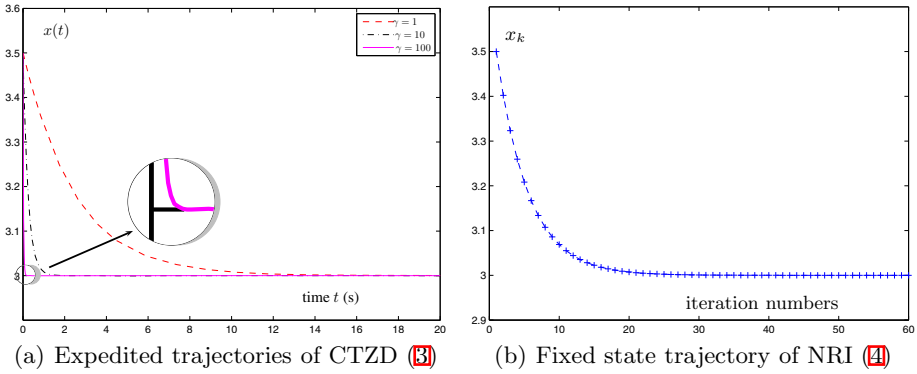 3.6
x(t)
γ = 1
γ = 10
γ = 100
3.5
3.4
3.3
3.2
3.1
3
time t (s)
0 2 4 6 8 10 12 14 16 18 20
(a) Expedited trajectories of CTZD (3)
x_k
3.5
3.4
3.3
3.2
3.1
3
2.9
iteration numbers
0 10 20 30 40 50 60
(b) Fixed state trajectory of NRI (4)